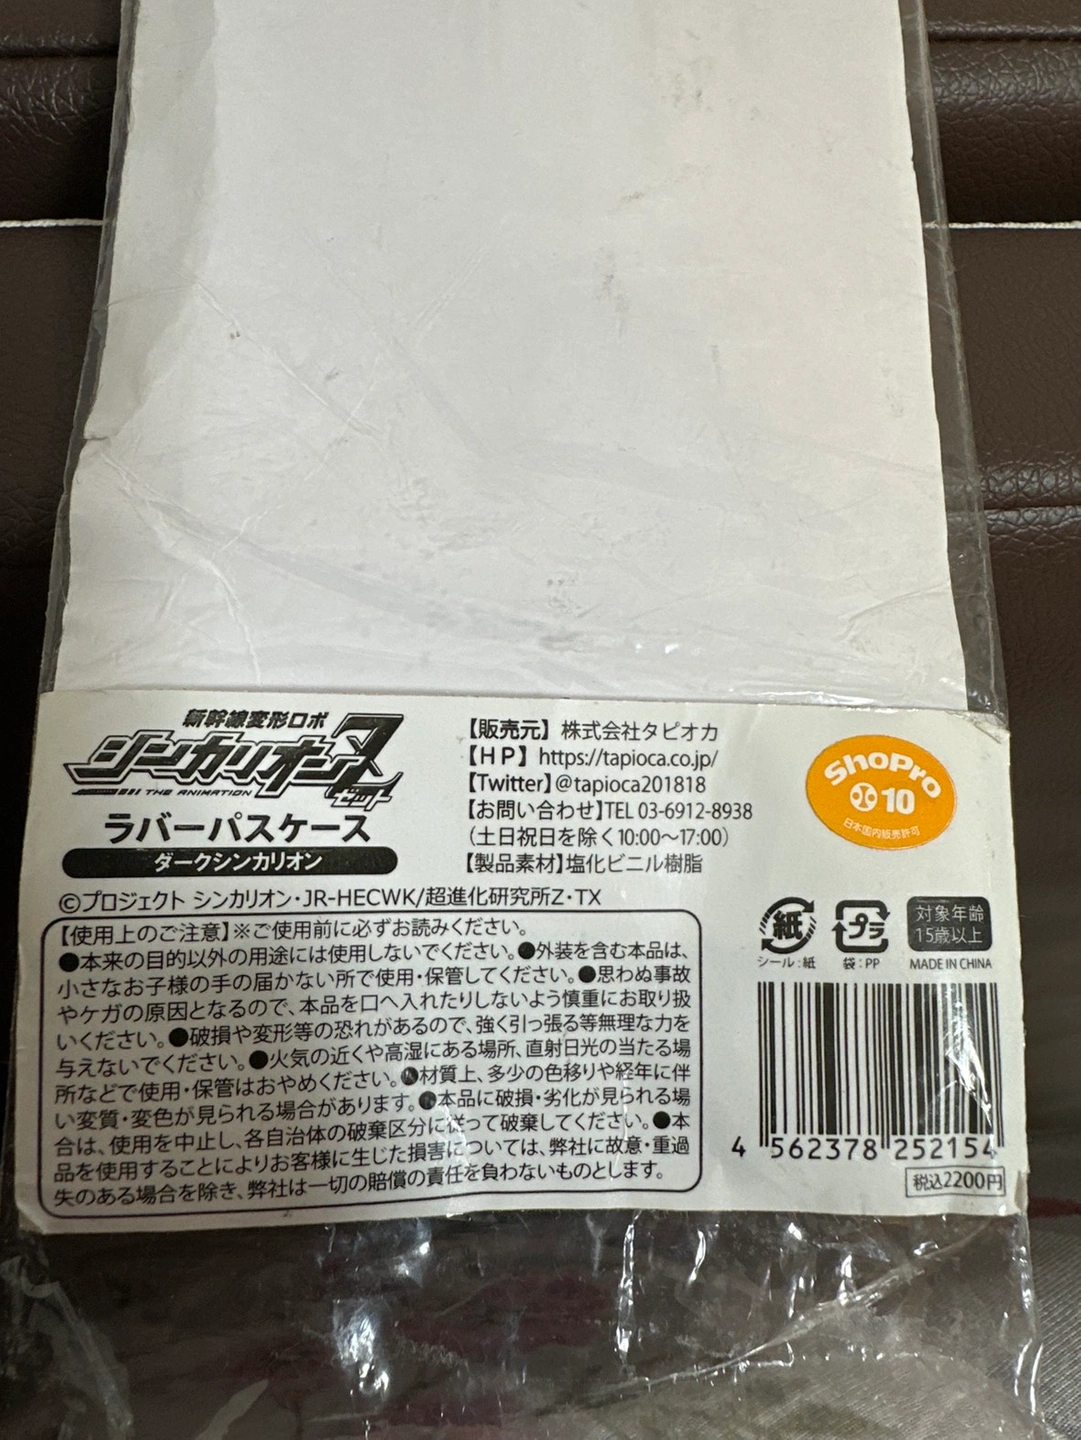 新幹線変形ロボ
シンカリオンZ
ゼット
THE ANIMATION
ラバーパスケース
ダークシンカリオン
【販売元】株式会社タピオカ
【HP】https://tapioca.co.jp/
【Twitter】@tapioca201818
【お問い合わせ】TEL 03-6912-8938
（土日祝日を除く10:00～17:00）
【製品素材】塩化ビニル樹脂
ShoPro
10
日本国内販売許可
©プロジェクト シンカリオン・JR-HECWK/超進化研究所Z・TX
【使用上のご注意】※ご使用前に必ずお読みください。
●本来の目的以外の用途には使用しないでください。●外装を含む本品は、
小さなお子様の手の届かない所で使用・保管してください。●思わぬ事故
やケガの原因となるので、本品を口へ入れたりしないよう慎重にお取り扱
いください。●破損や変形等の恐れがあるので、強く引っ張る等無理な力を
与えないでください。●火気の近くや高湿にある場所、直射日光の当たる場
所などで使用・保管はおやめください。●材質上、多少の色移りや経年に伴
い変質・変色が見られる場合があります。●本品に破損・劣化が見られる場
合は、使用を中止し、各自治体の破棄区分に従って破棄してください。●本
品を使用することによりお客様に生じた損害については、弊社に故意・重過
失のある場合を除き、弊社は一切の賠償の責任を負わないものとします。
紙
シール：紙
プラ
袋：PP
対象年齢
15歳以上
MADE IN CHINA
4 562378 252154
税込2200円